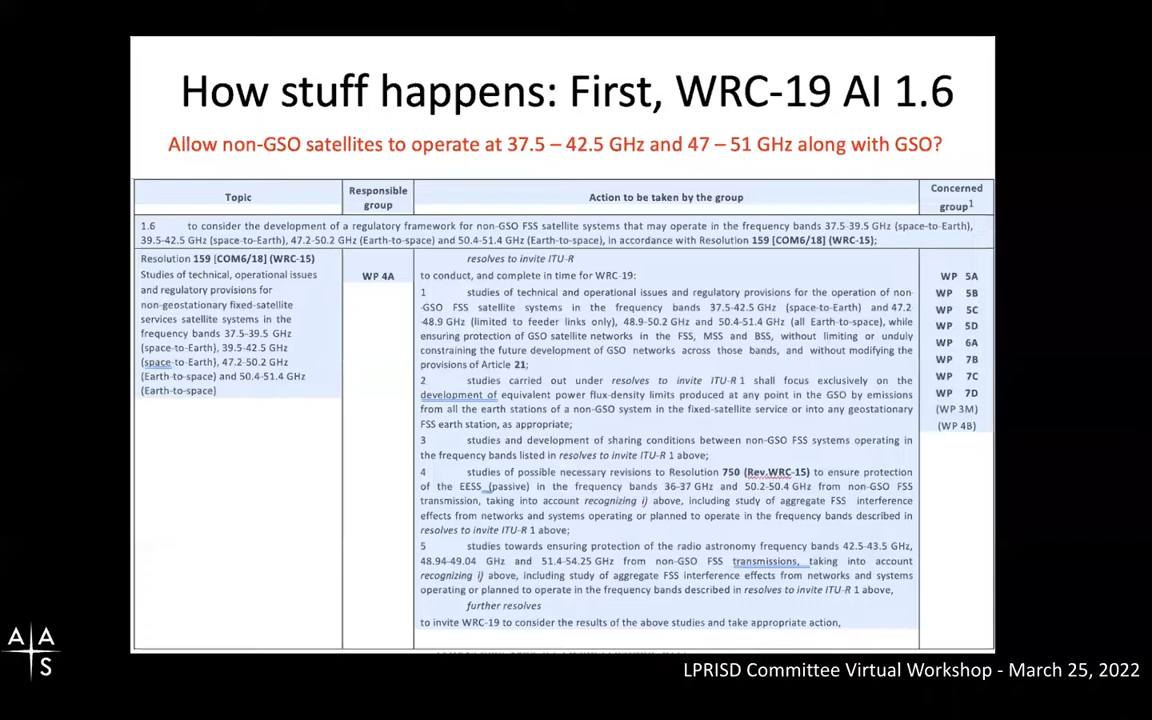 How stuff happens: First, WRC-19 AI 1.6
Allow non-GSO satellites to operate at 37.5 – 42.5 GHz and 47 – 51 GHz along with GSO?
Topic
Responsible
group
Action to be taken by the group
Concerned
group1
1.6 to consider the development of a regulatory framework for non-GSO FSS satellite systems that may operate in the frequency bands 37.5-39.5 GHz (space-to-Earth),
39.5-42.5 GHz (space-to-Earth), 47.2-50.2 GHz (Earth-to-space) and 50.4-51.4 GHz (Earth-to-space), in accordance with Resolution 159 [COM6/18] (WRC-15);
Resolution 159 [COM6/18] (WRC-15)
Studies of technical, operational issues
and regulatory provisions for
non-geostationary fixed-satellite
services satellite systems in the
frequency bands 37.5-39.5 GHz
(space-to-Earth), 39.5-42.5 GHz
(space-to-Earth), 47.2-50.2 GHz
(Earth-to-space) and 50.4-51.4 GHz
(Earth-to-space)
WP 4A
resolves to invite ITU-R
to conduct, and complete in time for WRC-19:
1 studies of technical and operational issues and regulatory provisions for the operation of non-
-GSO FSS satellite systems in the frequency bands 37.5-42.5 GHz (space-to-Earth) and 47.2
-48.9 GHz (limited to feeder links only), 48.9-50.2 GHz and 50.4-51.4 GHz (all Earth-to-space), while
ensuring protection of GSO satellite networks in the FSS, MSS and BSS, without limiting or unduly
constraining the future development of GSO networks across those bands, and without modifying the
provisions of Article 21;
2 studies carried out under resolves to invite ITU-R 1 shall focus exclusively on the
development of equivalent power flux-density limits produced at any point in the GSO by emissions
from all the earth stations of a non-GSO system in the fixed-satellite service or into any geostationary
FSS earth station, as appropriate;
3 studies and development of sharing conditions between non-GSO FSS systems operating in
the frequency bands listed in resolves to invite ITU-R 1 above;
4 studies of possible necessary revisions to Resolution 750 (Rev.WRC-15) to ensure protection
of the EESS (passive) in the frequency bands 36-37 GHz and 50.2-50.4 GHz from non-GSO FSS
transmission, taking into account recognizing i) above, including study of aggregate FSS interference
effects from networks and systems operating or planned to operate in the frequency bands described in
resolves to invite ITU-R 1 above;
5 studies towards ensuring protection of the radio astronomy frequency bands 42.5-43.5 GHz,
48.94-49.04 GHz and 51.4-54.25 GHz from non-GSO FSS transmissions, taking into account
recognizing i) above, including study of aggregate FSS interference effects from networks and systems
operating or planned to operate in the frequency bands described in resolves to invite ITU-R 1 above,
further resolves
to invite WRC-19 to consider the results of the above studies and take appropriate action,
WP 5A
WP 5B
WP 5C
WP 5D
WP 6A
WP 7B
WP 7C
WP 7D
(WP 3M)
(WP 4B)
A A
S
LPRISD Committee Virtual Workshop - March 25, 2022